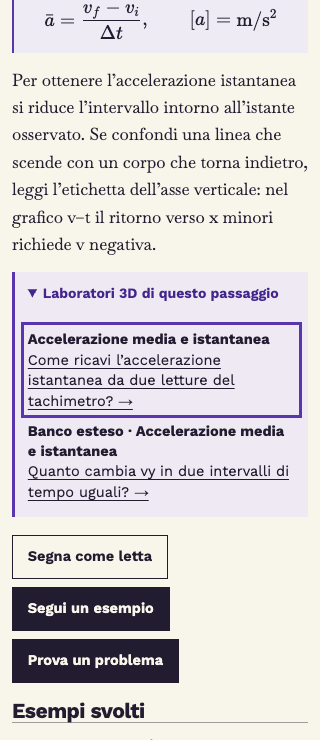 ā = (v_f − v_i) / Δt,   [a] = m/s²
Per ottenere l’accelerazione istantanea
si riduce l’intervallo intorno all’istante
osservato. Se confondi una linea che
scende con un corpo che torna indietro,
leggi l’etichetta dell’asse verticale: nel
grafico v–t il ritorno verso x minori
richiede v negativa.
▼ Laboratori 3D di questo passaggio
Accelerazione media e istantanea
Come ricavi l’accelerazione
istantanea da due letture del
tachimetro? →
Banco esteso · Accelerazione media
e istantanea
Quanto cambia vy in due intervalli di
tempo uguali? →
Segna come letta
Segui un esempio
Prova un problema
Esempi svolti